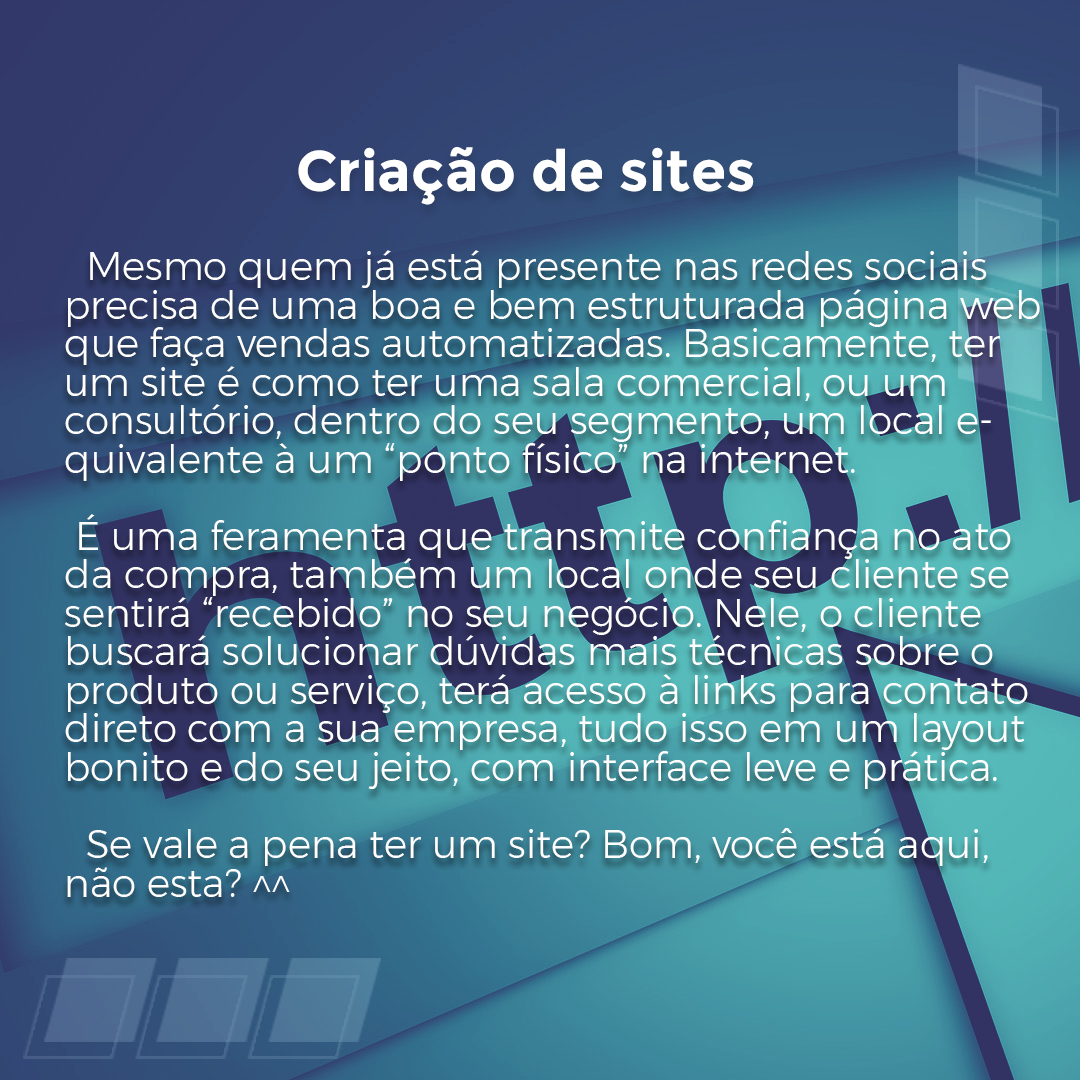 Criação de sites
Mesmo quem já está presente nas redes sociais
precisa de uma boa e bem estruturada página web
que faça vendas automatizadas. Basicamente, ter
um site é como ter uma sala comercial, ou um
consultório, dentro do seu segmento, um local e-
quivalente à um “ponto físico” na internet.
É uma feramenta que transmite confiança no ato
da compra, também um local onde seu cliente se
sentirá “recebido” no seu negócio. Nele, o cliente
buscará solucionar dúvidas mais técnicas sobre o
produto ou serviço, terá acesso à links para contato
direto com a sua empresa, tudo isso em um layout
bonito e do seu jeito, com interface leve e prática.
Se vale a pena ter um site? Bom, você está aqui,
não esta? ^^
http://